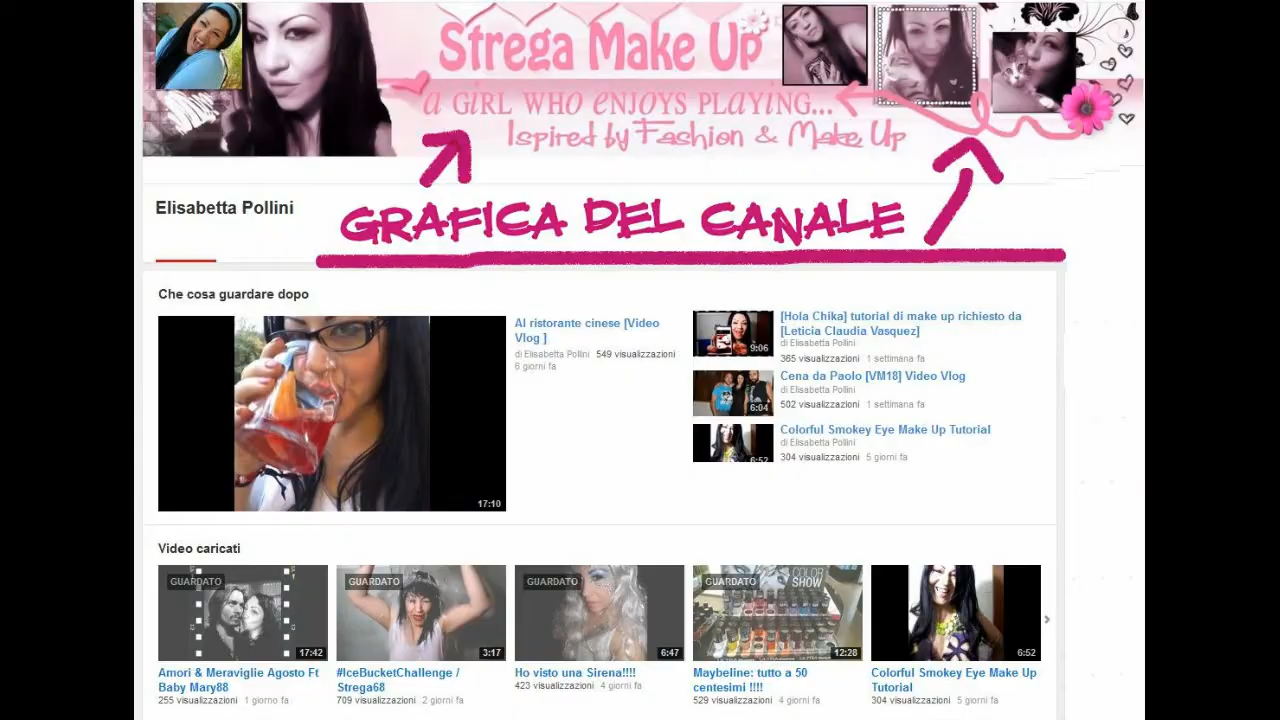 Strega Make Up
a GiRL WHO eNJOYS PLaYiNG...
Ispired by Fashion & Make Up
Elisabetta Pollini
GRAFICA DEL CANALE
Che cosa guardare dopo
17:10
Al ristorante cinese [Video
Vlog ]
di Elisabetta Pollini 549 visualizzazioni
6 giorni fa
9:06
[Hola Chika] tutorial di make up richiesto da
[Leticia Claudia Vasquez]
di Elisabetta Pollini
365 visualizzazioni 1 settimana fa
6:04
Cena da Paolo [VM18] Video Vlog
di Elisabetta Pollini
502 visualizzazioni 1 settimana fa
6:52
Colorful Smokey Eye Make Up Tutorial
di Elisabetta Pollini
304 visualizzazioni 5 giorni fa
Video caricati
GUARDATO
17:42
Amori & Meraviglie Agosto Ft
Baby Mary88
255 visualizzazioni 1 giorno fa
GUARDATO
3:17
#IceBucketChallenge /
Strega68
709 visualizzazioni 2 giorni fa
GUARDATO
6:47
Ho visto una Sirena!!!!
423 visualizzazioni 4 giorni fa
GUARDATO
COLOR
SHOW
12:28
Maybeline: tutto a 50
centesimi !!!!
529 visualizzazioni 4 giorni fa
6:52
Colorful Smokey Eye Make Up
Tutorial
304 visualizzazioni 5 giorni fa